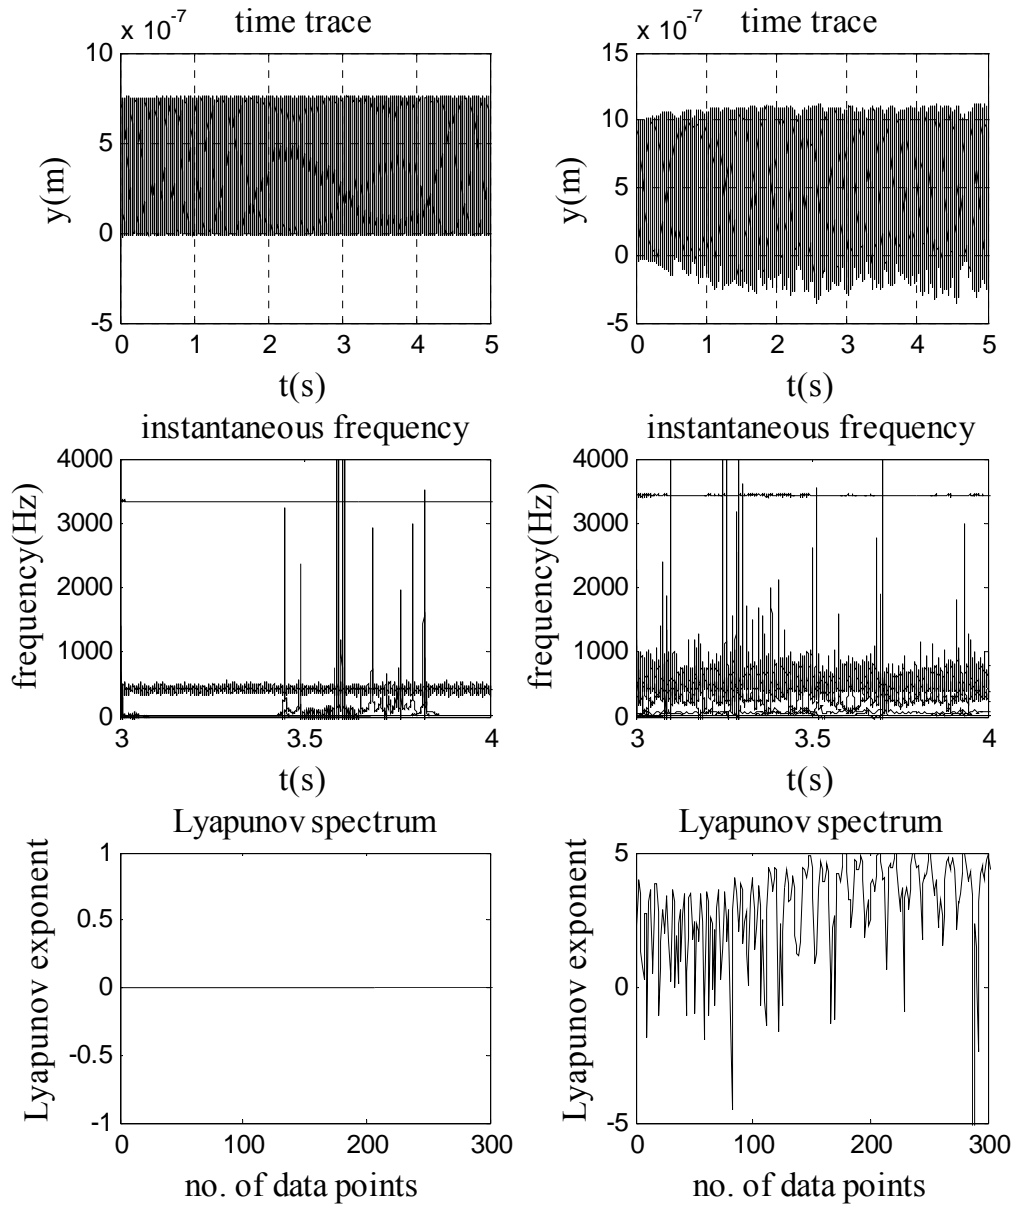 x 10⁻⁷ time trace
10
5
0
-5
y(m)
0 1 2 3 4 5
t(s)
x 10⁻⁷ time trace
15
10
5
0
-5
y(m)
0 1 2 3 4 5
t(s)
instantaneous frequency
4000
3000
2000
1000
0
frequency(Hz)
3 3.5 4
t(s)
instantaneous frequency
4000
3000
2000
1000
0
frequency(Hz)
3 3.5 4
t(s)
Lyapunov spectrum
1
0.5
0
-0.5
-1
Lyapunov exponent
0 100 200 300
no. of data points
Lyapunov spectrum
5
0
-5
Lyapunov exponent
0 100 200 300
no. of data points